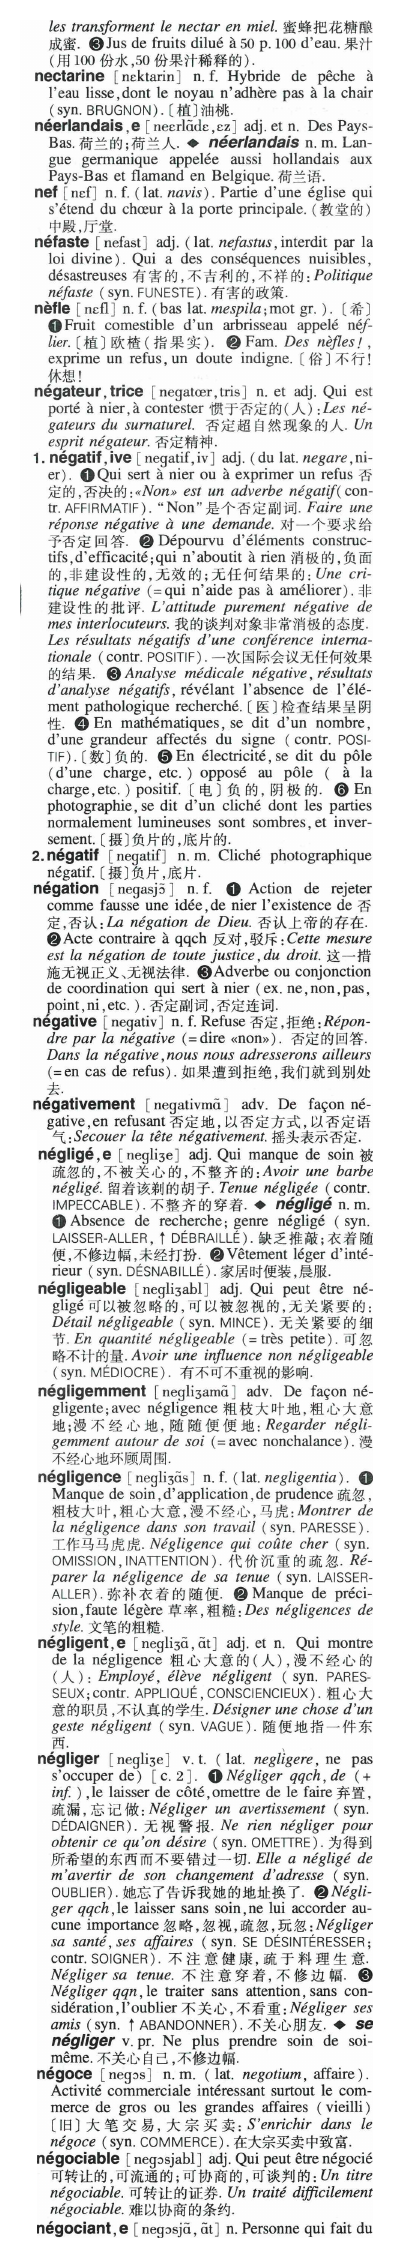 les transforment le nectar en miel. 蜜蜂把花糖酿
成蜜. ❸Jus de fruits dilué à 50 p. 100 d'eau. 果汁
(用100份水,50份果汁稀释的).
nectarine [nɛktarin] n. f. Hybride de pêche à
l'eau lisse,dont le noyau n'adhère pas à la chair
(syn. BRUGNON).〔植〕油桃.
néerlandais,e [neɛrlɑ̃dɛ,ɛz] adj. et n. Des Pays-
Bas. 荷兰的;荷兰人. ◆ néerlandais n. m. Lan-
gue germanique appelée aussi hollandais aux
Pays-Bas et flamand en Belgique. 荷兰语.
nef [nɛf] n. f. (lat. navis). Partie d'une église qui
s'étend du chœur à la porte principale. (教堂的)
中殿,厅堂.
néfaste [nefast] adj. (lat. nefastus,interdit par la
loi divine). Qui a des conséquences nuisibles,
désastreuses 有害的,不吉利的,不祥的: Politique
néfaste (syn. FUNESTE). 有害的政策.
nèfle [nɛfl] n. f. (bas lat. mespila;mot gr. ).〔希〕
❶Fruit comestible d'un arbrisseau appelé néf-
lier.〔植〕欧楂(指果实). ❷ Fam. Des nèfles!,
exprime un refus,un doute indigne.〔俗〕不行!
休想!
négateur,trice [negatœr,tris] n. et adj. Qui est
porté à nier,à contester 惯于否定的(人):Les né-
gateurs du surnaturel. 否定超自然现象的人. Un
esprit négateur. 否定精神.
1. négatif,ive [negatif,iv] adj. (du lat. negare,ni-
er). ❶Qui sert à nier ou à exprimer un refus 否
定的,否决的:«Non» est un adverbe négatif(con-
tr. AFFIRMATIF). “Non”是个否定副词. Faire une
réponse négative à une demande. 对一个要求给
予否定回答. ❷ Dépourvu d'éléments construc-
tifs,d'efficacité;qui n'aboutit à rien 消极的,负面
的,非建设性的,无效的;无任何结果的: Une cri-
tique négative (=qui n'aide pas à améliorer). 非
建设性的批评. L'attitude purement négative de
mes interlocuteurs. 我的谈判对象非常消极的态度.
Les résultats négatifs d'une conférence interna-
tionale (contr. POSITIF). 一次国际会议无任何效果
的结果. ❸ Analyse médicale négative,résultats
d'analyse négatifs,révélant l'absence de l'élé-
ment pathologique recherché.〔医〕检查结果呈阴
性. ❹ En mathématiques, se dit d'un nombre,
d'une grandeur affectés du signe (contr. POSI-
TIF).〔数〕负的. ❺ En électricité,se dit du pôle
(d'une charge, etc. ) opposé au pôle ( à la
charge,etc. ) positif.〔电〕负的,阴极的. ❻ En
photographie,se dit d'un cliché dont les parties
normalement lumineuses sont sombres,et inver-
sement.〔摄〕负片的,底片的.
2. négatif [negatif] n. m. Cliché photographique
négatif.〔摄〕负片,底片.
négation [negasjɔ̃] n. f. ❶ Action de rejeter
comme fausse une idée,de nier l'existence de 否
定,否认:La négation de Dieu. 否认上帝的存在.
❷Acte contraire à qqch 反对,驳斥:Cette mesure
est la négation de toute justice,du droit. 这一措
施无视正义、无视法律. ❸Adverbe ou conjonction
de coordination qui sert à nier (ex. ne,non,pas,
point,ni,etc. ). 否定副词,否定连词.
négative [negativ] n. f. Refuse 否定,拒绝:Répon-
dre par la négative (=dire «non»). 否定的回答.
Dans la négative,nous nous adresserons ailleurs
(=en cas de refus). 如果遭到拒绝,我们就到别处
去.
négativement [negativmɑ̃] adv. De façon né-
gative,en refusant 否定地,以否定方式,以否定语
气:Secouer la tête négativement. 摇头表示否定.
négligé,e [negliʒe] adj. Qui manque de soin 被
疏忽的,不被关心的,不整齐的:Avoir une barbe
négligé. 留着该剃的胡子. Tenue négligée (contr.
IMPECCABLE). 不整齐的穿着. ◆ négligé n. m.
❶ Absence de recherche; genre négligé (syn.
LAISSER-ALLER, ↑ DÉBRAILLÉ). 缺乏推敲;衣着随
便,不修边幅,未经打扮. ❷Vêtement léger d'inté-
rieur (syn. DÉSNABILLÉ). 家居时便装,晨服.
négligeable [negliʒabl] adj. Qui peut être né-
gligé 可以被忽略的,可以被忽视的,无关紧要的:
Détail négligeable (syn. MINCE). 无关紧要的细
节. En quantité négligeable (= très petite). 可忽
略不计的量. Avoir une influence non négligeable
(syn. MÉDIOCRE). 有不可不重视的影响.
négligemment [negliʒamɑ̃] adv. De façon né-
gligente;avec négligence 粗枝大叶地,粗心大意
地;漫不经心地,随随便便地: Regarder négli-
gemment autour de soi (=avec nonchalance). 漫
不经心地环顾周围.
négligence [negliʒɑ̃s] n. f. (lat. negligentia). ❶
Manque de soin,d'application,de prudence 疏忽,
粗枝大叶,粗心大意,漫不经心,马虎:Montrer de
la négligence dans son travail (syn. PARESSE).
工作马马虎虎. Négligence qui coûte cher (syn.
OMISSION,INATTENTION). 代价沉重的疏忽. Ré-
parer la négligence de sa tenue (syn. LAISSER-
ALLER). 弥补衣着的随便. ❷ Manque de préci-
sion,faute légère 草率,粗糙:Des négligences de
style. 文笔的粗糙.
négligent,e [negliʒɑ̃,ɑ̃t] adj. et n. Qui montre
de la négligence 粗心大意的(人),漫不经心的
(人): Employé, élève négligent (syn. PARES-
SEUX;contr. APPLIQUÉ,CONSCIENCIEUX). 粗心大
意的职员,不认真的学生. Désigner une chose d'un
geste négligent (syn. VAGUE). 随便地指一件东
西.
négliger [negliʒe] v. t. (lat. negligere, ne pas
s'occuper de) [c. 2]. ❶ Négliger qqch,de (+
inf. ),le laisser de côté,omettre de le faire 弃置,
疏漏,忘记做: Négliger un avertissement (syn.
DÉDAIGNER). 无视警报. Ne rien négliger pour
obtenir ce qu'on désire (syn. OMETTRE). 为得到
所希望的东西而不要错过一切. Elle a négligé de
m'avertir de son changement d'adresse (syn.
OUBLIER). 她忘了告诉我她的地址换了. ❷Négli-
ger qqch,le laisser sans soin,ne lui accorder au-
cune importance 忽略,忽视,疏忽,玩忽:Négliger
sa santé,ses affaires (syn. SE DÉSINTÉRESSER;
contr. SOIGNER). 不注意健康,疏于料理生意.
Négliger sa tenue. 不注意穿着,不修边幅. ❸
Négliger qqn,le traiter sans attention,sans con-
sidération,l'oublier 不关心,不看重:Négliger ses
amis (syn. ↑ ABANDONNER). 不关心朋友. ◆ se
négliger v. pr. Ne plus prendre soin de soi-
même. 不关心自己,不修边幅.
négoce [negɔs] n. m. (lat. negotium, affaire).
Activité commerciale intéressant surtout le com-
merce de gros ou les grandes affaires (vieilli)
〔旧〕大笔交易,大宗买卖: S'enrichir dans le
négoce (syn. COMMERCE). 在大宗买卖中致富.
négociable [negɔsjabl] adj. Qui peut être négocié
可转让的,可流通的;可协商的,可谈判的:Un titre
négociable. 可转让的证券. Un traité difficilement
négociable. 难以协商的条约.
négociant,e [negɔsjɑ̃,ɑ̃t] n. Personne qui fait du